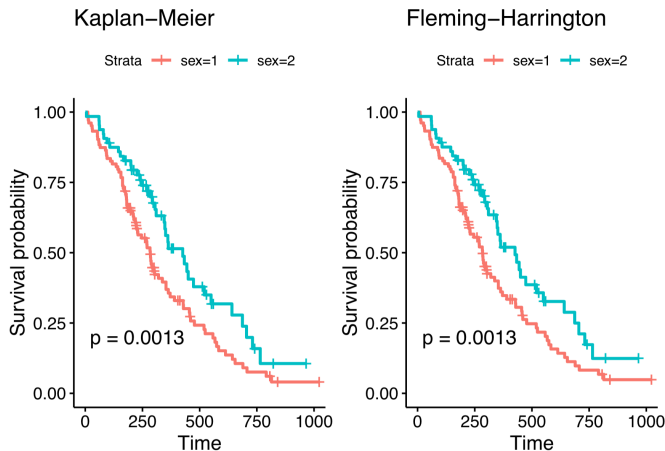 Kaplan−Meier
Strata sex=1 sex=2
Survival probability
1.00
0.75
0.50
0.25
0.00
p = 0.0013
0 250 500 750 1000
Time
Fleming−Harrington
Strata sex=1 sex=2
Survival probability
1.00
0.75
0.50
0.25
0.00
p = 0.0013
0 250 500 750 1000
Time